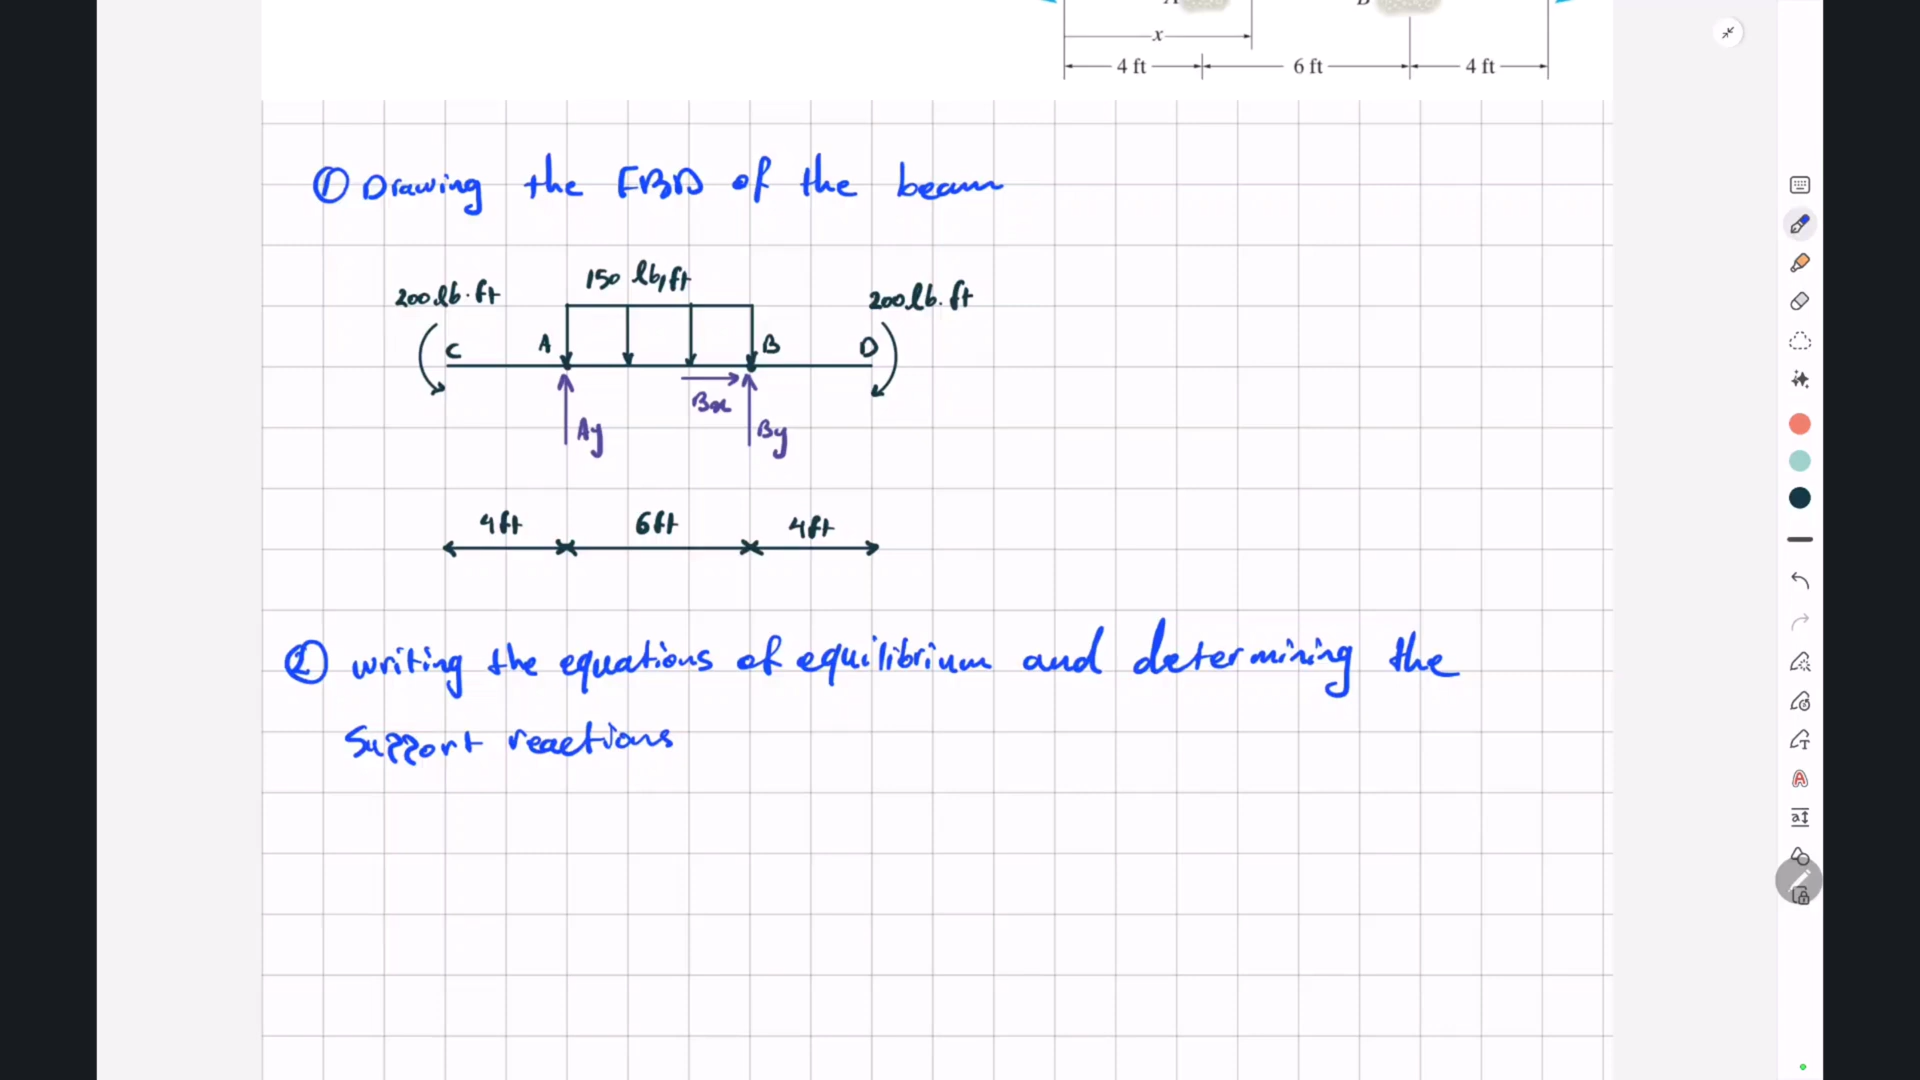 x
4 ft 6 ft 4 ft
① Drawing the FBD of the beam
150 lb/ft
200 lb.ft 200 lb.ft
C A B D
Bx
Ay By
4ft 6ft 4ft
② writing the equations of equilibrium and determining the
support reactions